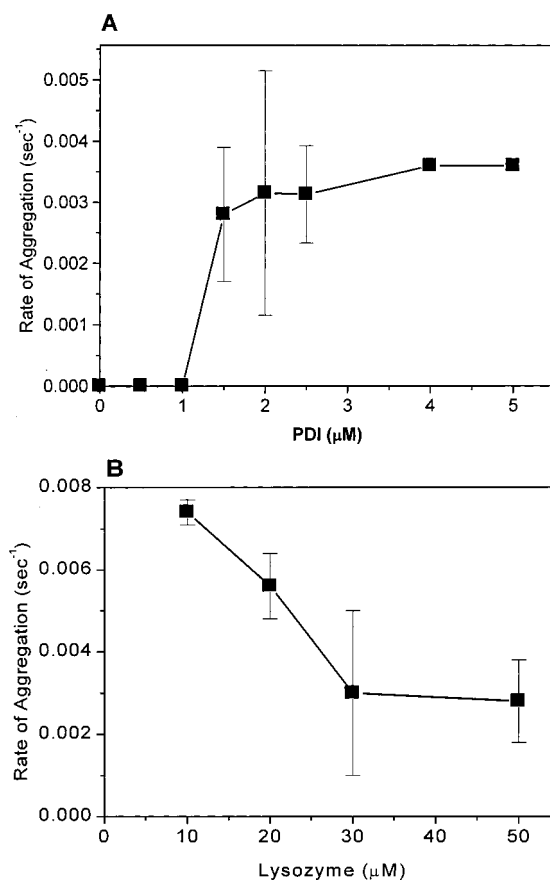 A
Rate of Aggregation (sec⁻¹)
0.005
0.004
0.003
0.002
0.001
0.000
0 1 2 3 4 5
PDI (μM)
B
Rate of Aggregation (sec⁻¹)
0.008
0.006
0.004
0.002
0.000
10 20 30 40 50
Lysozyme (μM)